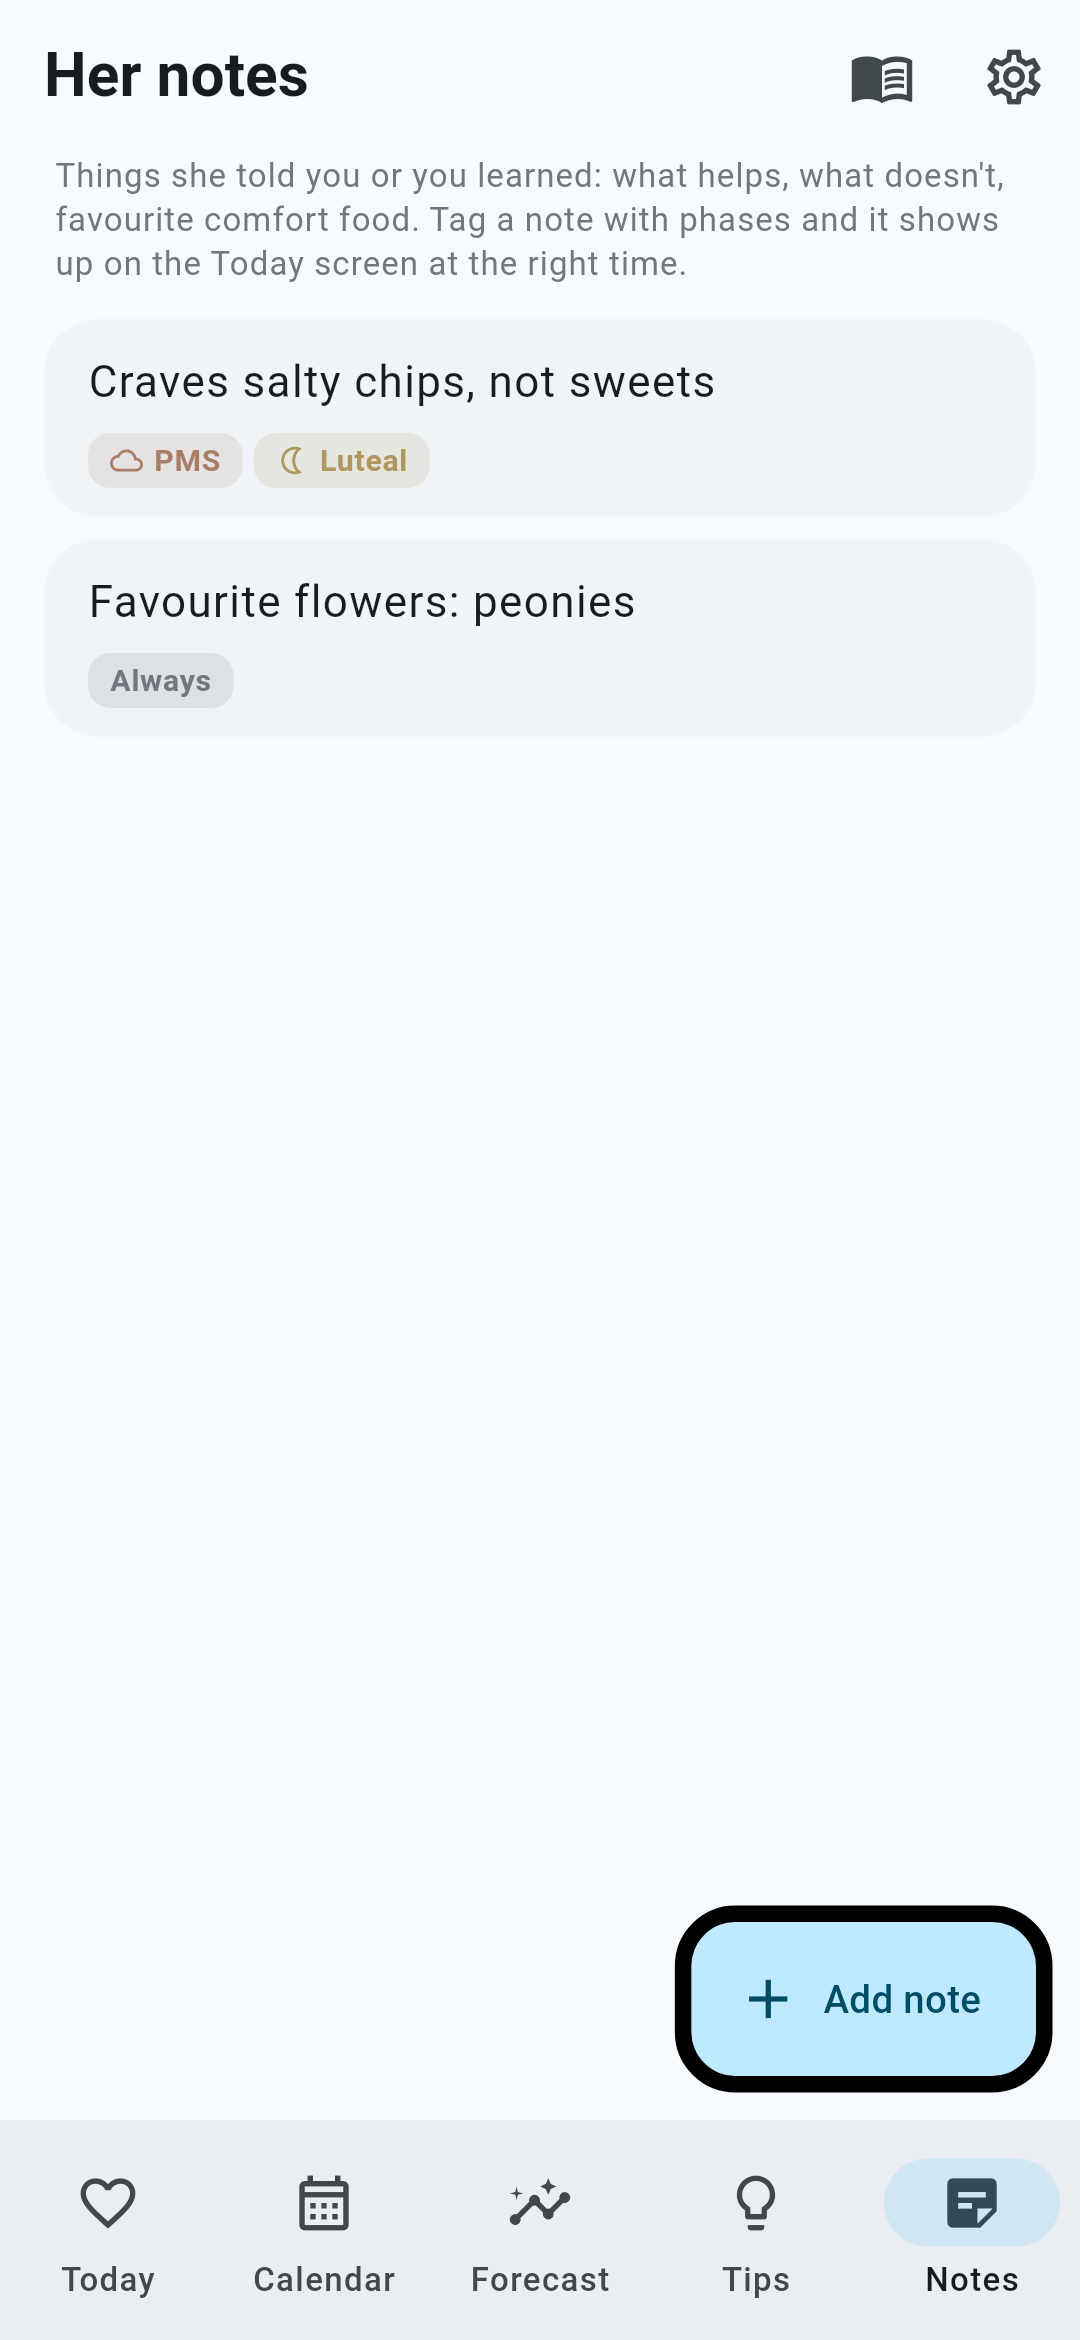 Her notes
Things she told you or you learned: what helps, what doesn't,
favourite comfort food. Tag a note with phases and it shows
up on the Today screen at the right time.
Craves salty chips, not sweets
PMS Luteal
Favourite flowers: peonies
Always
Add note
Today Calendar Forecast Tips Notes